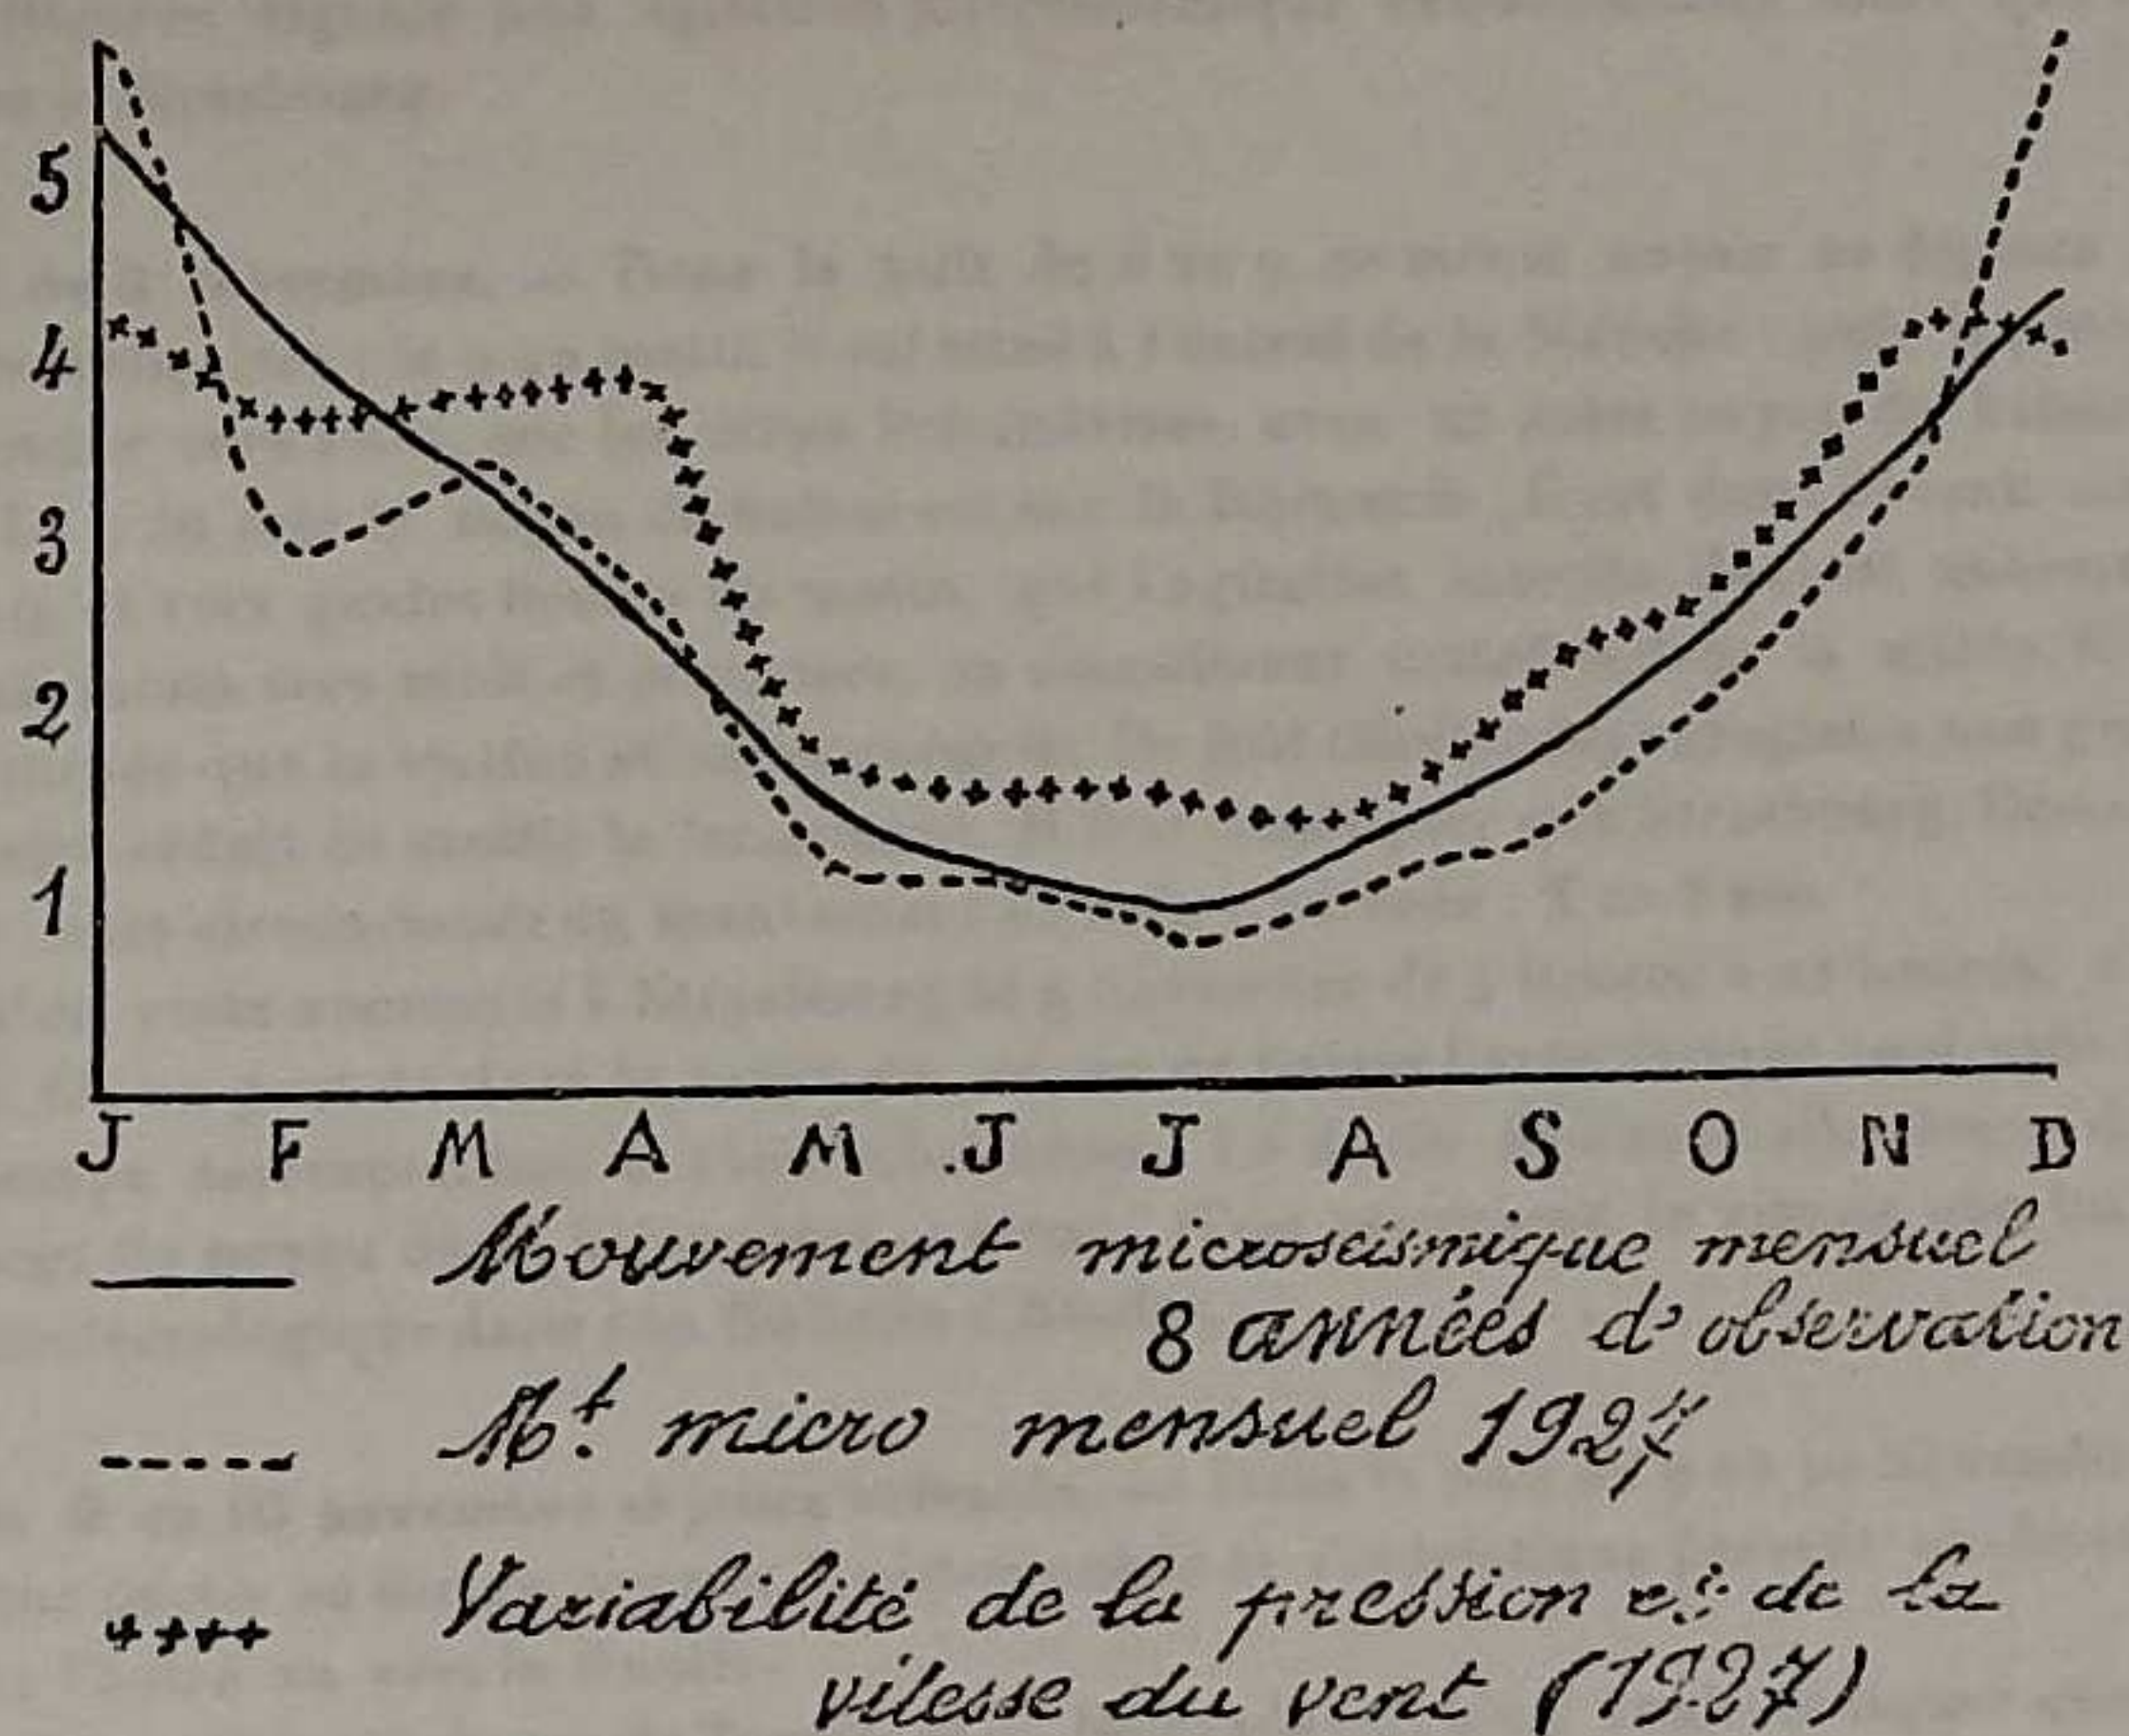 5
4
3
2
1
J F M A M J J A S O N D
Mouvement microseismique mensuel
8 années d'observation
Mt. micro mensuel 1927
Variabilité de la pression et de la
vitesse du vent (1927)